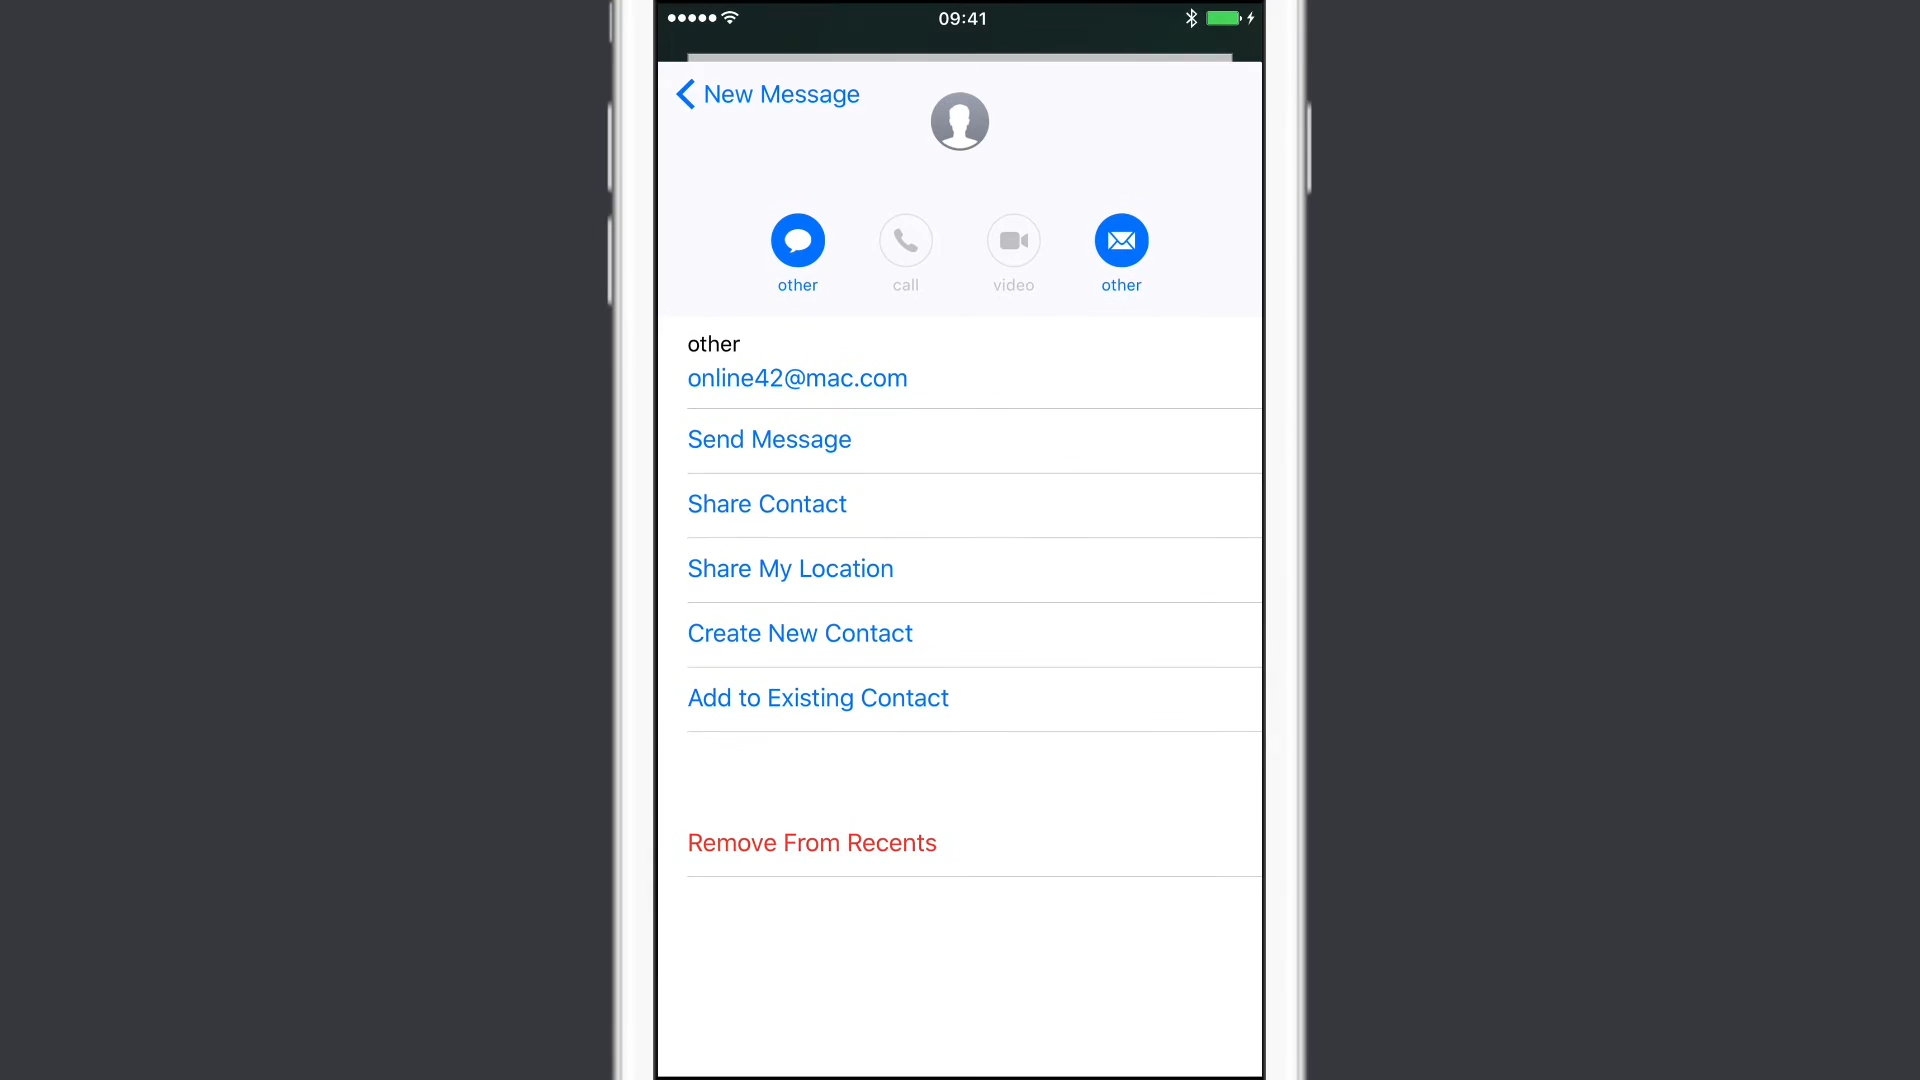 09:41
New Message
other
call
video
other
other
online42@mac.com
Send Message
Share Contact
Share My Location
Create New Contact
Add to Existing Contact
Remove From Recents